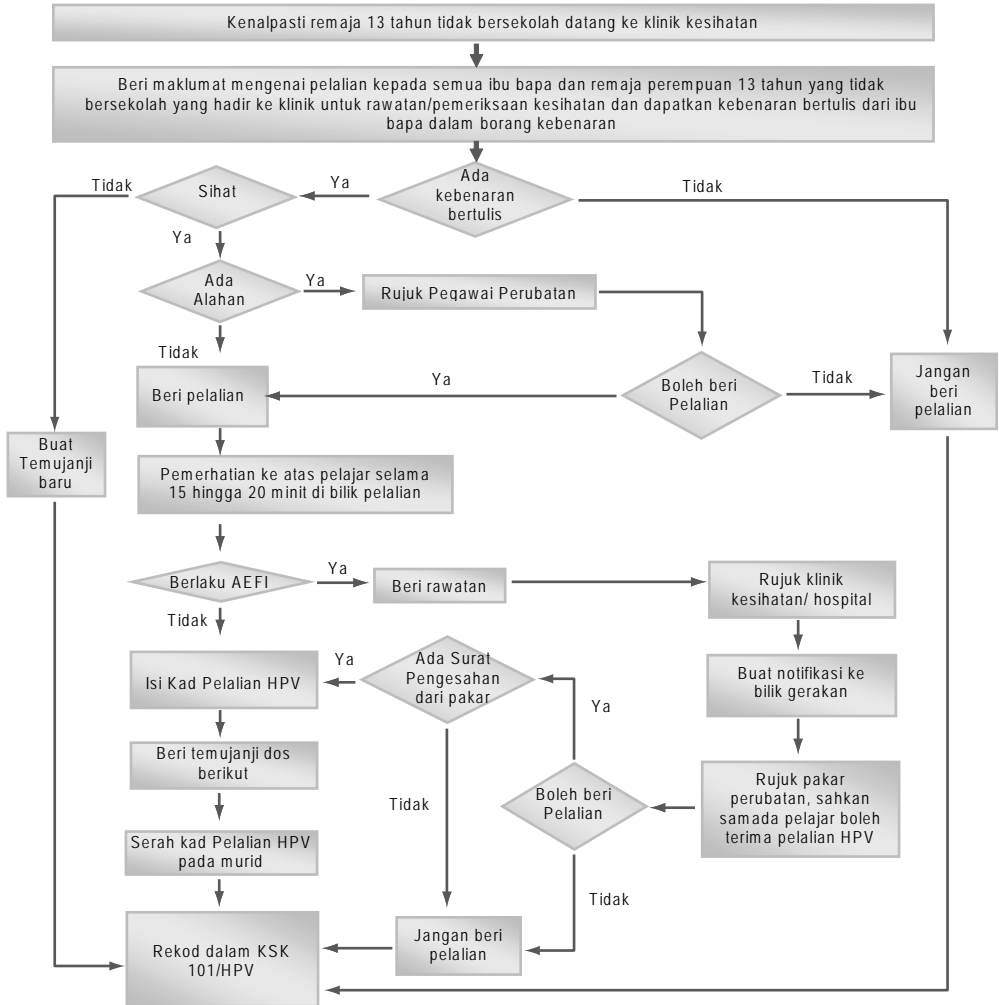 Kenalpasti remaja 13 tahun tidak bersekolah datang ke klinik kesihatan
Beri maklumat mengenai pelalian kepada semua ibu bapa dan remaja perempuan 13 tahun yang tidak
bersekolah yang hadir ke klinik untuk rawatan/pemeriksaan kesihatan dan dapatkan kebenaran bertulis dari ibu
bapa dalam borang kebenaran
Tidak
Sihat
Ya
Ada
kebenaran
bertulis
Tidak
Ya
Ada
Alahan
Ya
Rujuk Pegawai Perubatan
Tidak
Beri pelalian
Ya
Boleh beri
Pelalian
Tidak
Jangan
beri
pelalian
Buat
Temujanji
baru
Pemerhatian ke atas pelajar selama
15 hingga 20 minit di bilik pelalian
Berlaku AEFI
Ya
Beri rawatan
Rujuk klinik
kesihatan/ hospital
Tidak
Isi Kad Pelalian HPV
Ya
Ada Surat
Pengesahan
dari pakar
Ya
Buat notifikasi ke
bilik gerakan
Beri temujanji dos
berikut
Tidak
Boleh beri
Pelalian
Rujuk pakar
perubatan, sahkan
samada pelajar boleh
terima pelalian HPV
Serah kad Pelalian HPV
pada murid
Tidak
Rekod dalam KSK
101/HPV
Jangan beri
pelalian